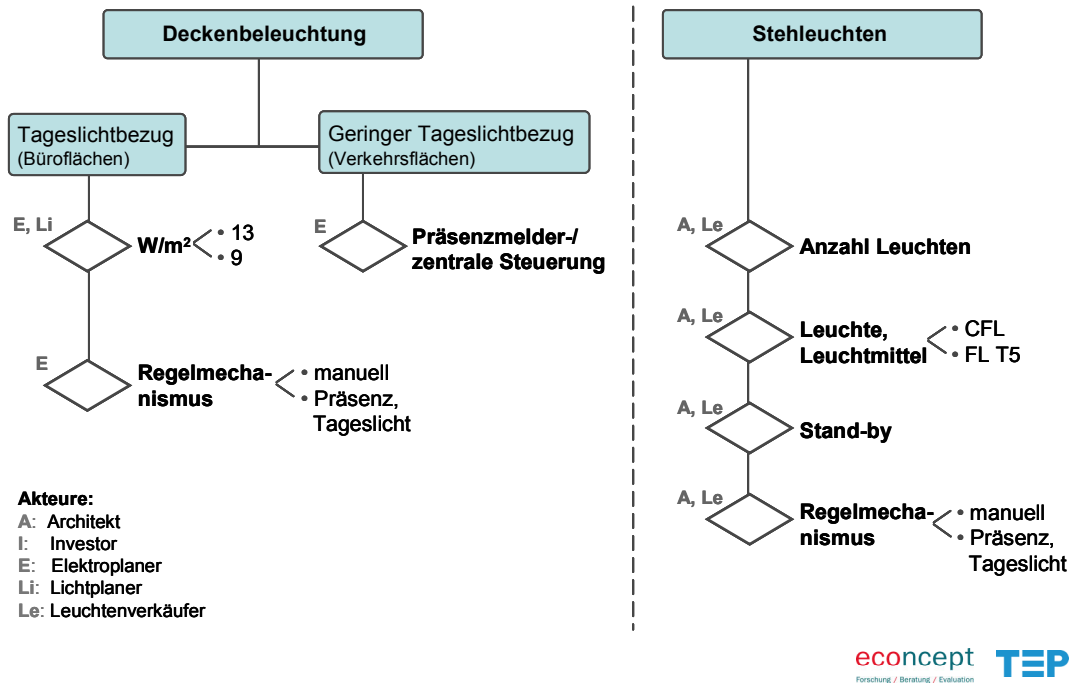 Deckenbeleuchtung
Tageslichtbezug
(Büroflächen)
Geringer Tageslichtbezug
(Verkehrsflächen)
E, Li
W/m²
• 13
• 9
E
Präsenzmelder-/
zentrale Steuerung
E
Regelmecha-
nismus
• manuell
• Präsenz,
Tageslicht
Akteure:
A: Architekt
I: Investor
E: Elektroplaner
Li: Lichtplaner
Le: Leuchtenverkäufer
Stehleuchten
A, Le
Anzahl Leuchten
A, Le
Leuchte,
Leuchtmittel
• CFL
• FL T5
A, Le
Stand-by
A, Le
Regelmecha-
nismus
• manuell
• Präsenz,
Tageslicht
econcept
Forschung / Beratung / Evaluation
TEP